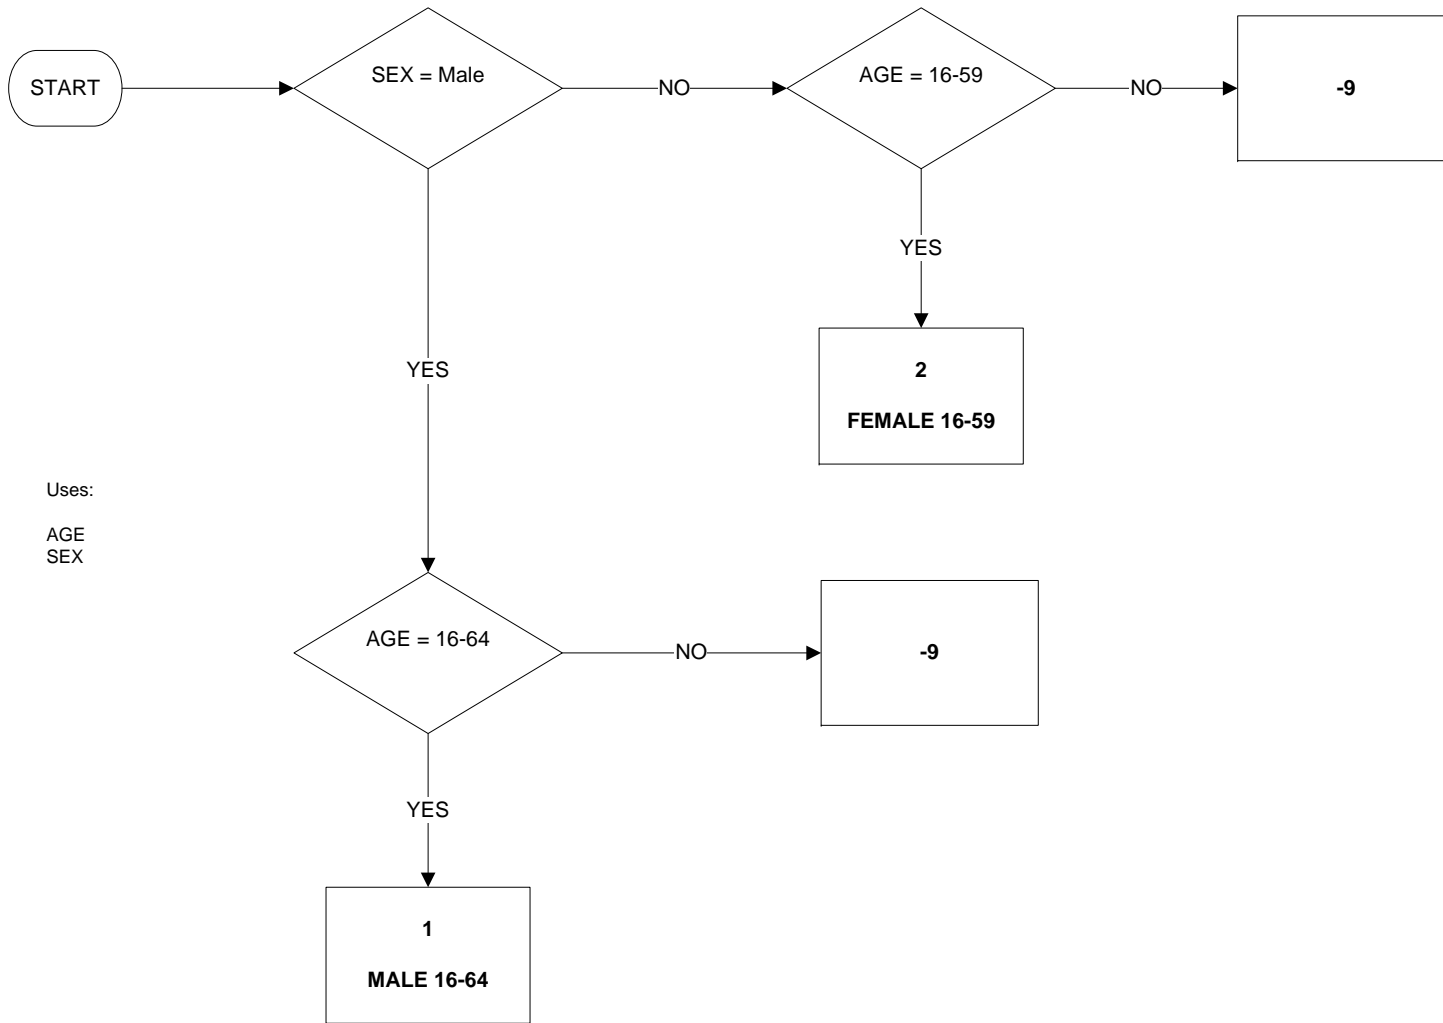 START
SEX = Male
NO
AGE = 16-59
NO
-9
YES
2
FEMALE 16-59
YES
Uses:
AGE
SEX
AGE = 16-64
NO
-9
YES
1
MALE 16-64